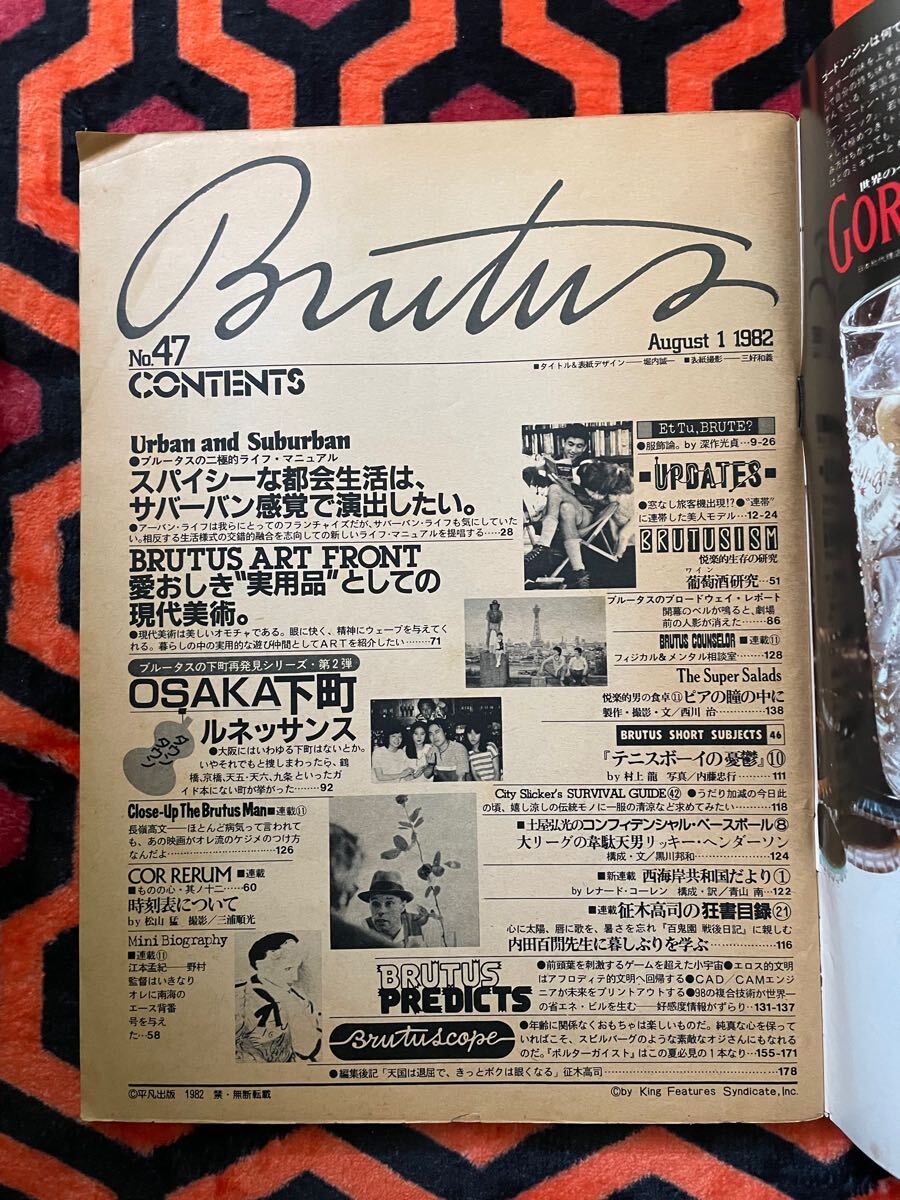 Brutus
No.47
August 1 1982
■タイトル&表紙デザイン——堀内誠一 ■表紙撮影——三好和義
CONTENTS
Urban and Suburban
●ブルータスの二極的ライフ・マニュアル
スパイシーな都会生活は、
サバーバン感覚で演出したい。
●アーバン・ライフは我らにとってのフランチャイズだが、サバーバン・ライフも気にしていた
い。相反する生活様式の交錯的融合を志向しての新しいライフ・マニュアルを提唱する……28
BRUTUS ART FRONT
愛おしき"実用品"としての
現代美術。
●現代美術は美しいオモチャである。眼に快く、精神にウェーブを与えてく
れる。暮らしの中の実用的な遊び仲間としてARTを紹介したい………71
ブルータスの下町再発見シリーズ・第2弾
OSAKA下町
ルネッサンス
●大阪にはいわゆる下町はないとか。
いやそれでもと捜しまわったら、鶴
橋、京橋、天五・天六、九条といったガ
イド本にない町が挙がった………92
Close-Up The Brutus Man■連載⑪
長嶺高文——ほとんど病気って言われて
も、あの映画がオレ流のケジメのつけ方
なんだよ………126
COR RERUM ■連載
■ものの心・其ノ十二……60
時刻表について
by 松山 猛 撮影/三浦順光
Mini Biography
■連載⑪
江本孟紀——野村
監督はいきなり
オレに南海の
エース背番
号を与え
た…58
Et Tu, BRUTE?
●服飾論。by 深作光貞…9-26
UPDATES
●窓なし旅客機出現!?●"連帯"
に連帯した美人モデル…12-24
BRUTUSISM
悦楽的生存の研究
ワイン
葡萄酒研究…51
ブルータスのブロードウェイ・レポート
開幕のベルが鳴ると、劇場
前の人影が消えた………86
BRUTUS COUNSELOR ■連載⑪
フィジカル&メンタル相談室……128
The Super Salads
悦楽的男の食卓⑪ピアの瞳の中に
製作・撮影・文/西川 治………138
BRUTUS SHORT SUBJECTS 46
『テニスボーイの憂鬱』⑩
by 村上 龍 写真/内藤忠行………111
City Slicker's SURVIVAL GUIDE㊷ ●うだり加減の今日此
の頃、嬉し涼しの伝統モノに一服の清涼など求めてみたい………118
■土屋弘光のコンフィデンシャル・ベースボール⑧
大リーグの韋駄天男リッキー・ヘンダーソン
構成・文/黒川邦和………124
■新連載 西海岸共和国だより①
by レナード・コーレン 構成・訳/青山 南…122
■連載 征木高司の狂書目録㉑
心に太陽、唇に歌を、暑さを忘れ『百鬼園 戦後日記』に親しむ
内田百閒先生に暮しぶりを学ぶ………116
BRUTUS
PREDICTS
●前頭葉を刺激するゲームを超えた小宇宙●エロス的文明
はアフロディテ的文明へ回帰する●CAD/CAMエンジ
ニアが未来をプリントアウトする●98の複合技術が世界一
の省エネ・ビルを生む——好感度情報がずらり…131-137
Brutuscope
●年齢に関係なくおもちゃは楽しいものだ。純真な心を保って
いればこそ、スピルバーグのような素敵なオジさんにもなれる
のだ。『ポルターガイスト』はこの夏必見の1本なり…155-171
●編集後記「天国は退屈で、きっとボクは眠くなる」征木高司………178
©平凡出版 1982 禁・無断転載
©by King Features Syndicate, Inc.
ゴードン・ジンは何で
世界の
GOR